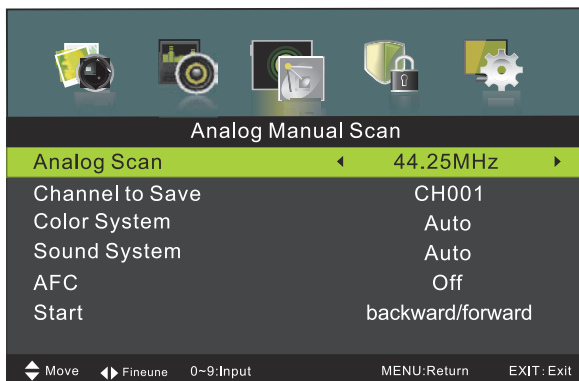 Analog Manual Scan
Analog Scan 44.25MHz
Channel to Save CH001
Color System Auto
Sound System Auto
AFC Off
Start backward/forward
Move Fineune 0~9:Input MENU:Return EXIT:Exit